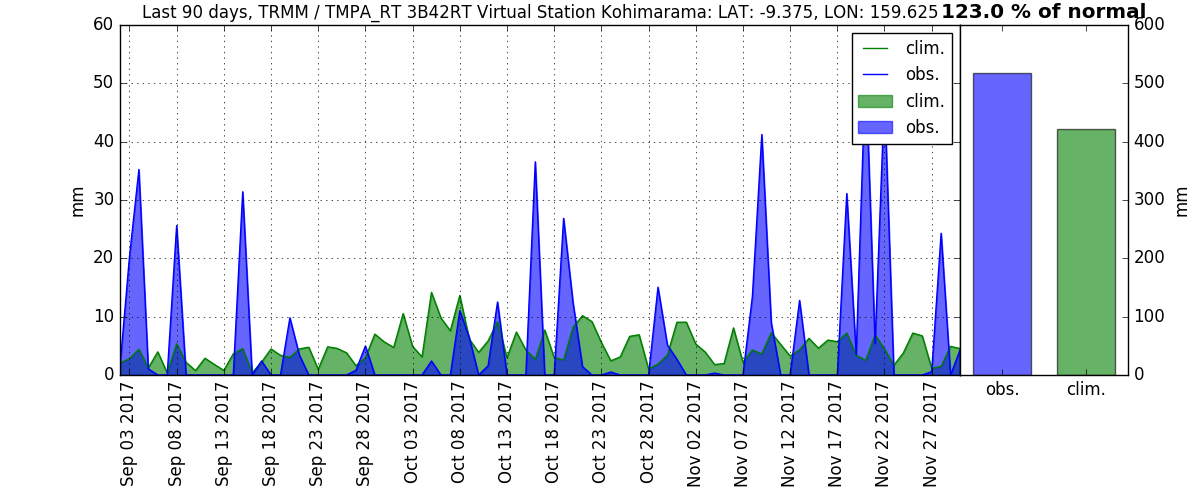 Last 90 days, TRMM / TMPA_RT 3B42RT Virtual Station Kohimarama: LAT: -9.375, LON: 159.625 123.0 % of normal
60
50
40
30
20
10
0
mm
clim.
obs.
clim.
obs.
Sep 03 2017
Sep 08 2017
Sep 13 2017
Sep 18 2017
Sep 23 2017
Sep 28 2017
Oct 03 2017
Oct 08 2017
Oct 13 2017
Oct 18 2017
Oct 23 2017
Oct 28 2017
Nov 02 2017
Nov 07 2017
Nov 12 2017
Nov 17 2017
Nov 22 2017
Nov 27 2017
600
500
400
300
200
100
0
mm
obs. clim.